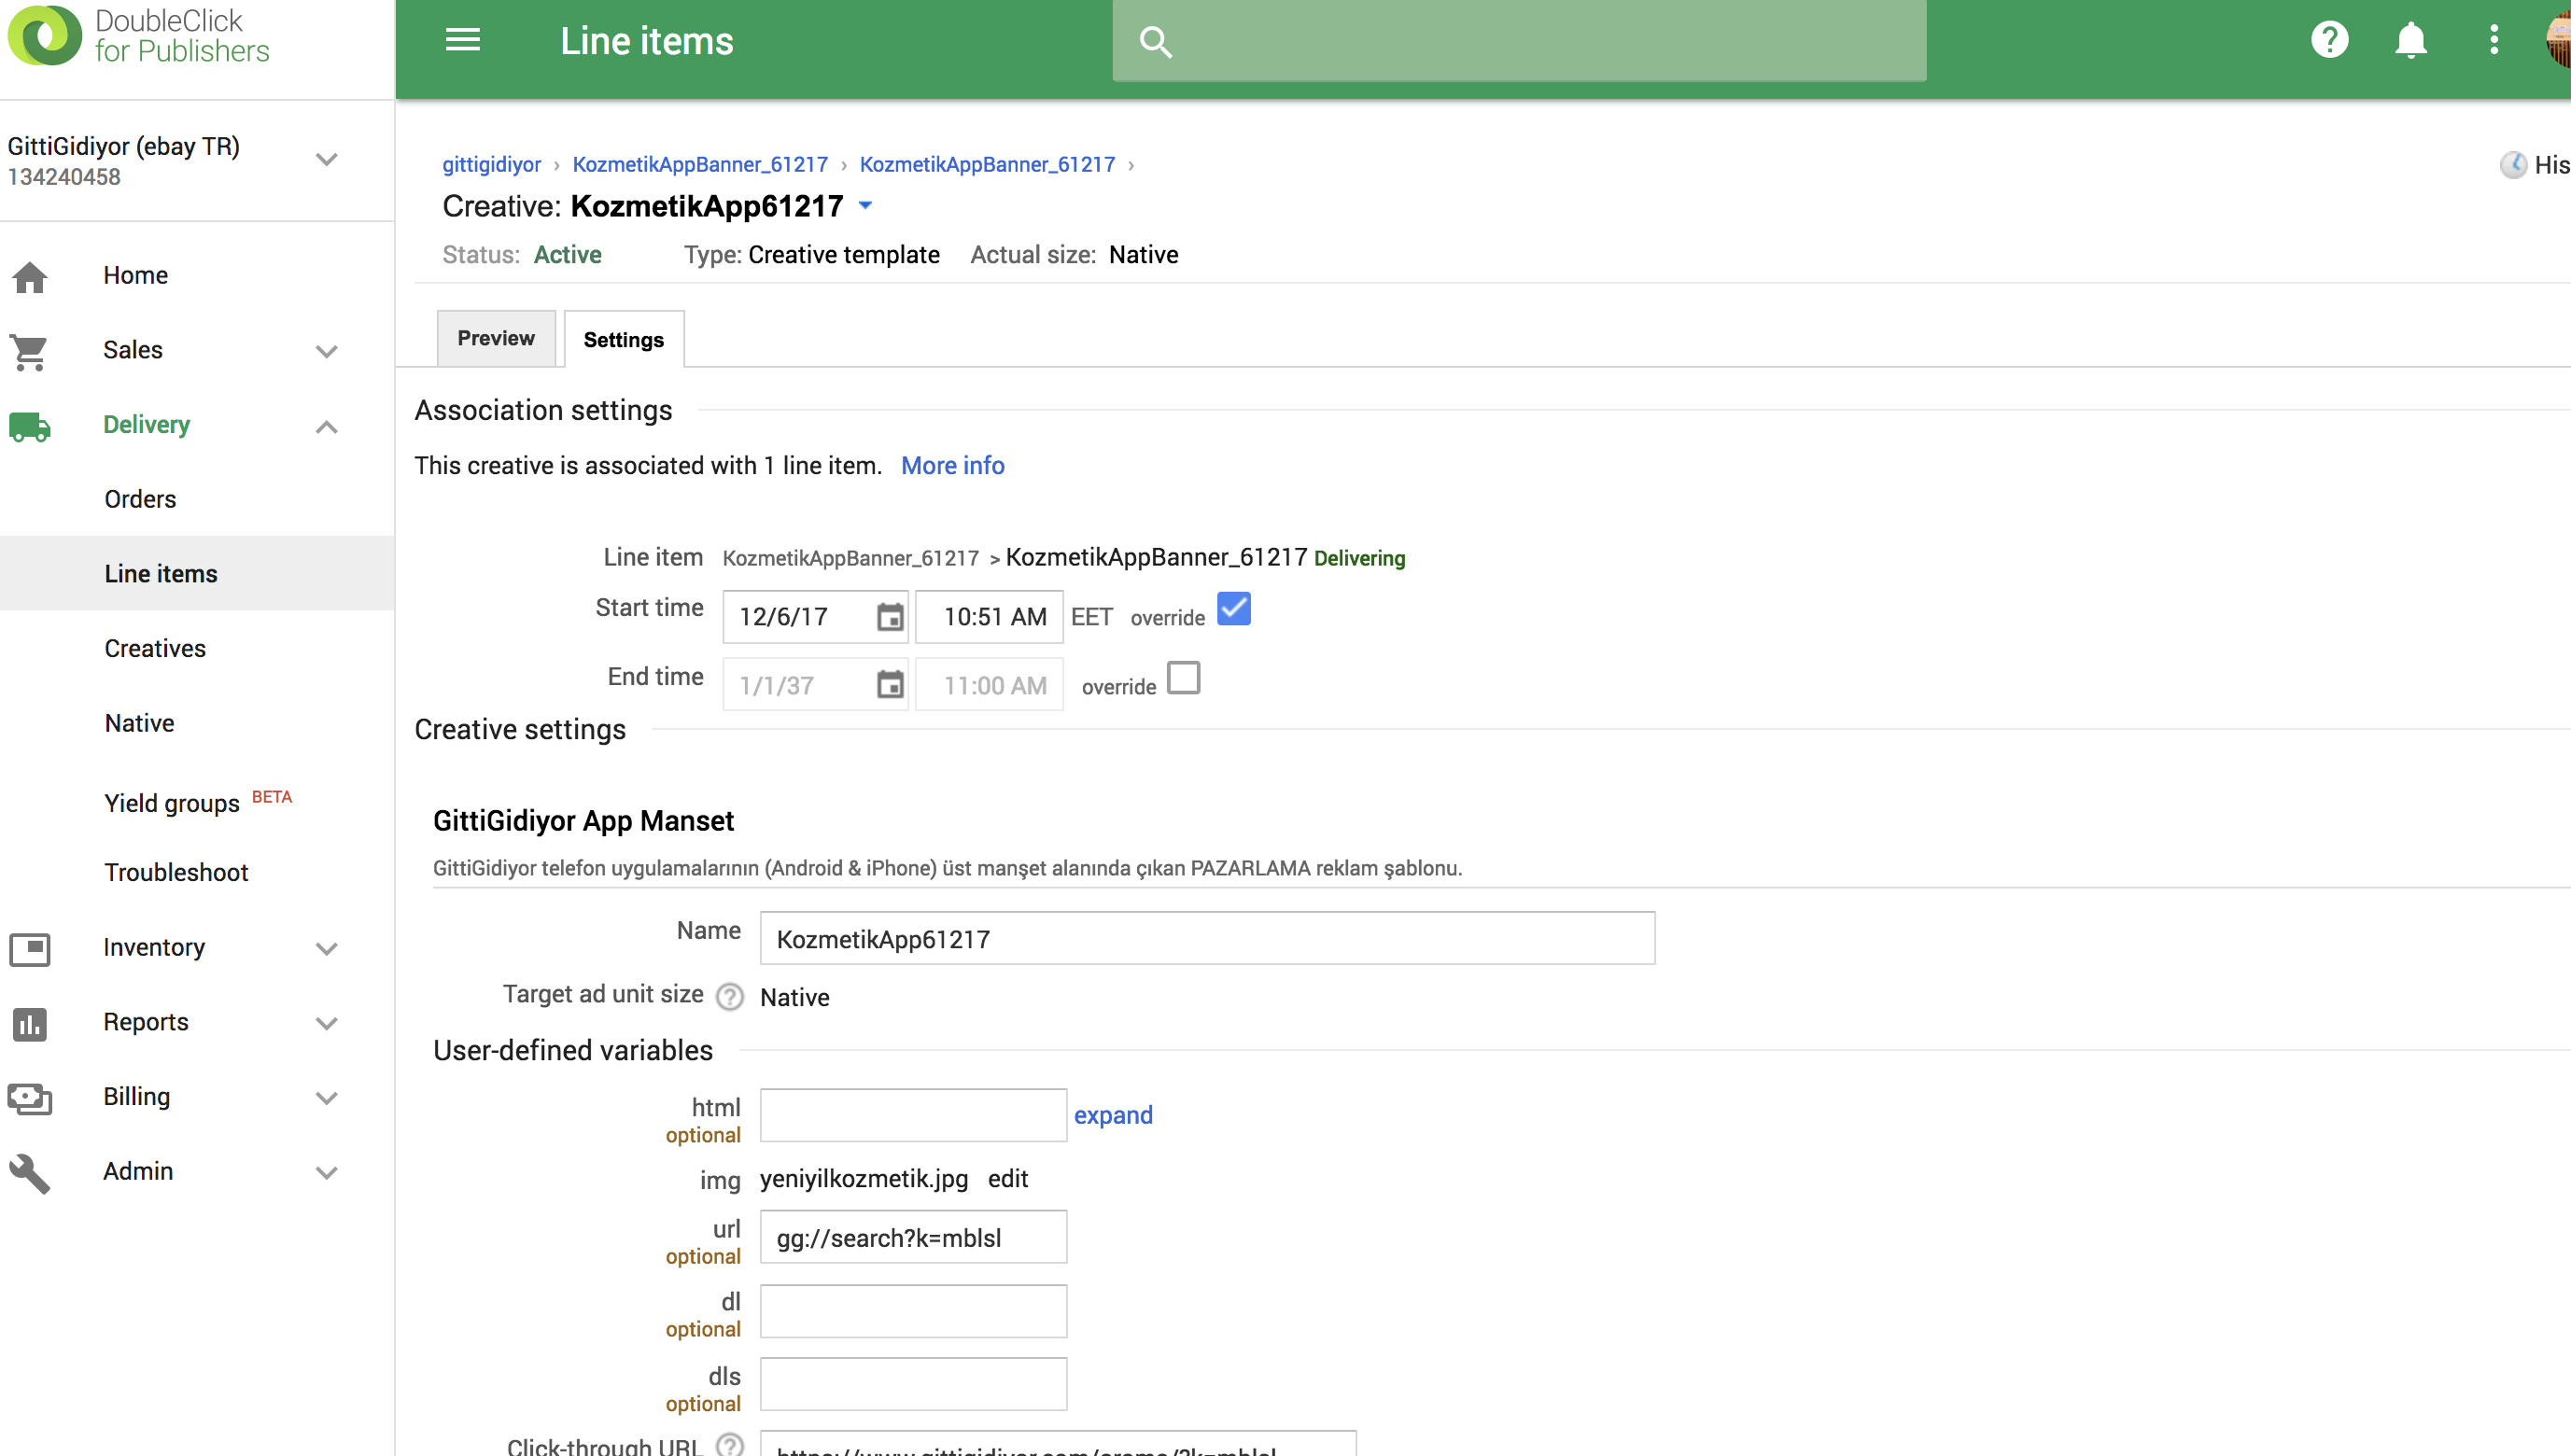 DoubleClick
for Publishers
Line items
GittiGidiyor (ebay TR)
134240458
Home
Sales
Delivery
Orders
Line items
Creatives
Native
Yield groups BETA
Troubleshoot
Inventory
Reports
Billing
Admin
gittigidiyor › KozmetikAppBanner_61217 › KozmetikAppBanner_61217 ›
His
Creative: KozmetikApp61217
Status: Active Type: Creative template Actual size: Native
Preview Settings
Association settings
This creative is associated with 1 line item. More info
Line item KozmetikAppBanner_61217 > KozmetikAppBanner_61217 Delivering
Start time 12/6/17 10:51 AM EET override
End time 1/1/37 11:00 AM override
Creative settings
GittiGidiyor App Manset
GittiGidiyor telefon uygulamalarının (Android & iPhone) üst manşet alanında çıkan PAZARLAMA reklam şablonu.
Name KozmetikApp61217
Target ad unit size ? Native
User-defined variables
html expand
optional
img yeniyilkozmetik.jpg edit
url gg://search?k=mblsl
optional
dl
optional
dls
optional
Click-through URL ?